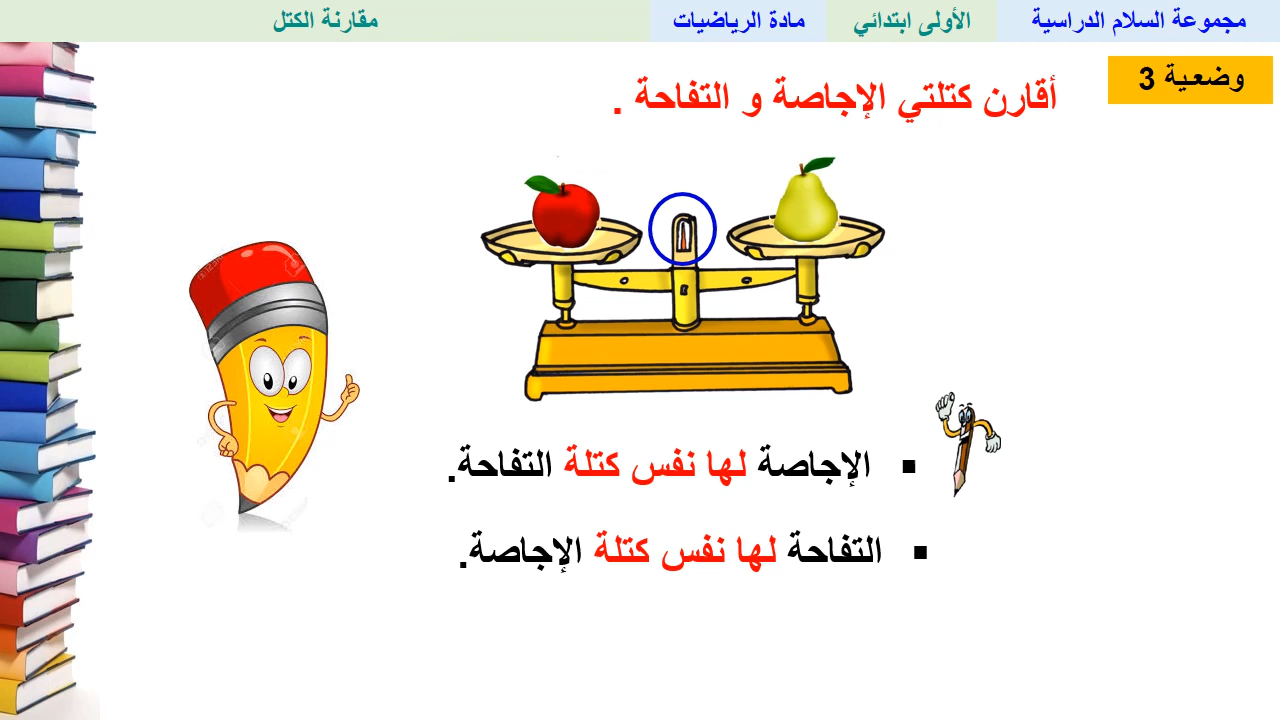 مجموعة السلام الدراسية
الأولى ابتدائي
مادة الرياضيات
مقارنة الكتل
وضعية 3
أقارن كتلتي الإجاصة و التفاحة .
▪ الإجاصة لها نفس كتلة التفاحة.
▪ التفاحة لها نفس كتلة الإجاصة.